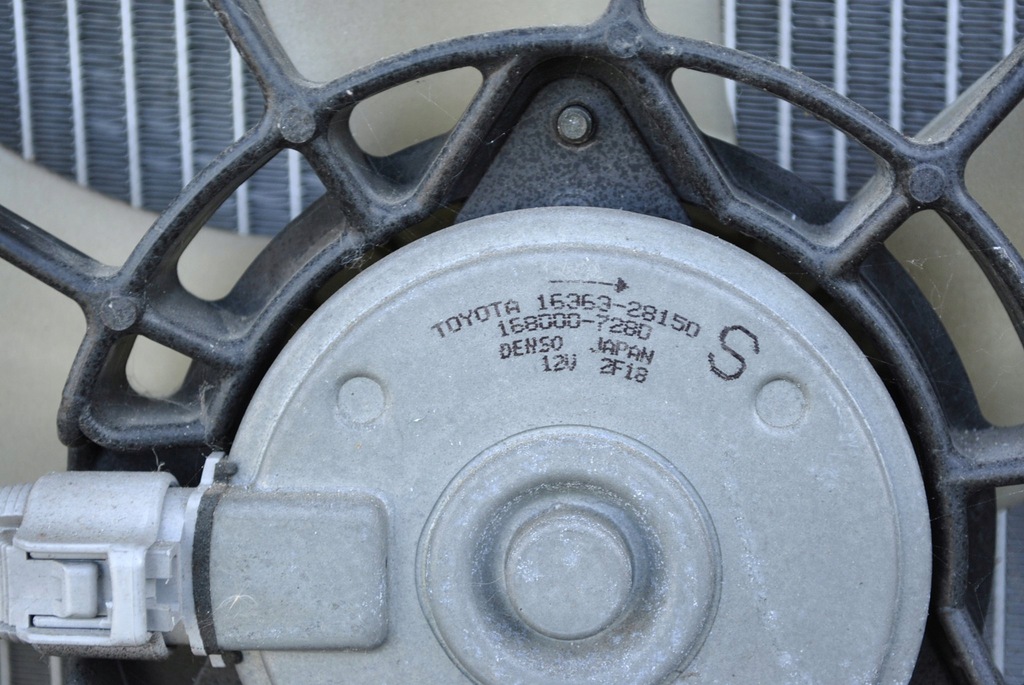 TOYOTA 16363-28150
168000-7280
DENSO JAPAN
12V 2F18
S